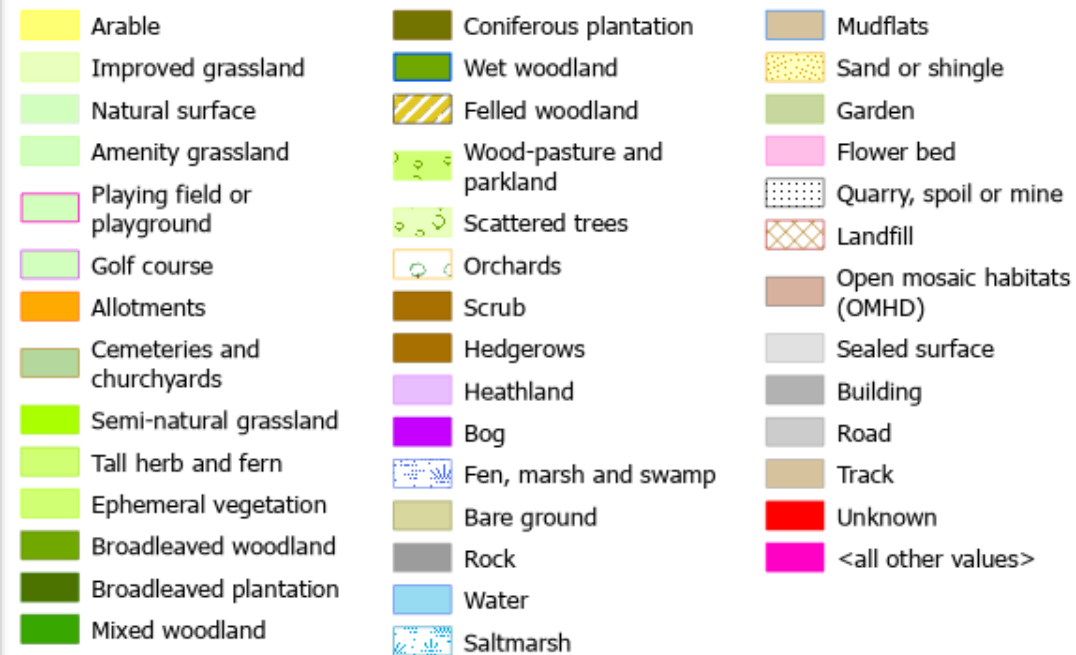 Arable
Improved grassland
Natural surface
Amenity grassland
Playing field or
playground
Golf course
Allotments
Cemeteries and
churchyards
Semi-natural grassland
Tall herb and fern
Ephemeral vegetation
Broadleaved woodland
Broadleaved plantation
Mixed woodland
Coniferous plantation
Wet woodland
Felled woodland
Wood-pasture and
parkland
Scattered trees
Orchards
Scrub
Hedgerows
Heathland
Bog
Fen, marsh and swamp
Bare ground
Rock
Water
Saltmarsh
Mudflats
Sand or shingle
Garden
Flower bed
Quarry, spoil or mine
Landfill
Open mosaic habitats
(OMHD)
Sealed surface
Building
Road
Track
Unknown
<all other values>